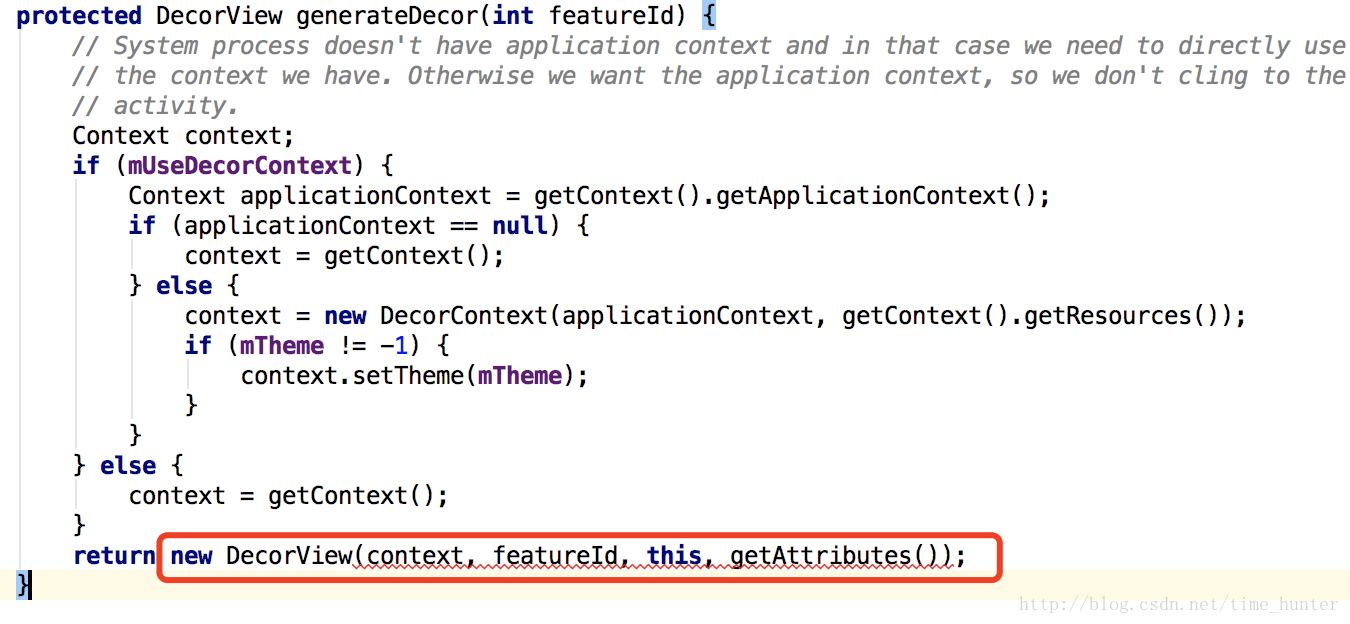 protected DecorView generateDecor(int featureId) {
    // System process doesn't have application context and in that case we need to directly use
    // the context we have. Otherwise we want the application context, so we don't cling to the
    // activity.
    Context context;
    if (mUseDecorContext) {
        Context applicationContext = getContext().getApplicationContext();
        if (applicationContext == null) {
            context = getContext();
        } else {
            context = new DecorContext(applicationContext, getContext().getResources());
            if (mTheme != -1) {
                context.setTheme(mTheme);
            }
        }
    } else {
        context = getContext();
    }
    return new DecorView(context, featureId, this, getAttributes());
}
http://blog.csdn.net/time_hunter